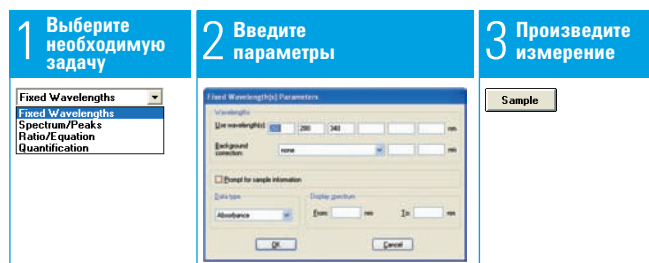 1 Выберите
необходимую
задачу
Fixed Wavelengths
Fixed Wavelengths
Spectrum/Peaks
Ratio/Equation
Quantification
2 Введите
параметры
Fixed Wavelength(s) Parameters
Wavelengths
Use wavelength(s) 280 340 nm
Background
correction: none nm
Prompt for sample information
Data type
Absorbance
Display spectrum
From: nm To: nm
OK Cancel
3 Произведите
измерение
Sample